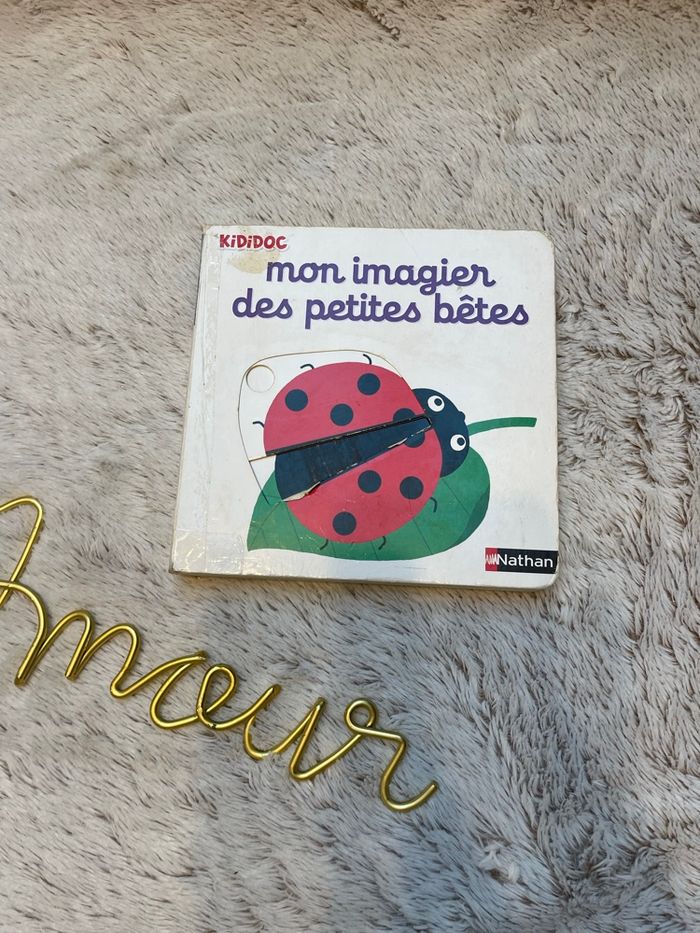 KiDiDOC
mon imagier
des petites bêtes
Nathan
Amour